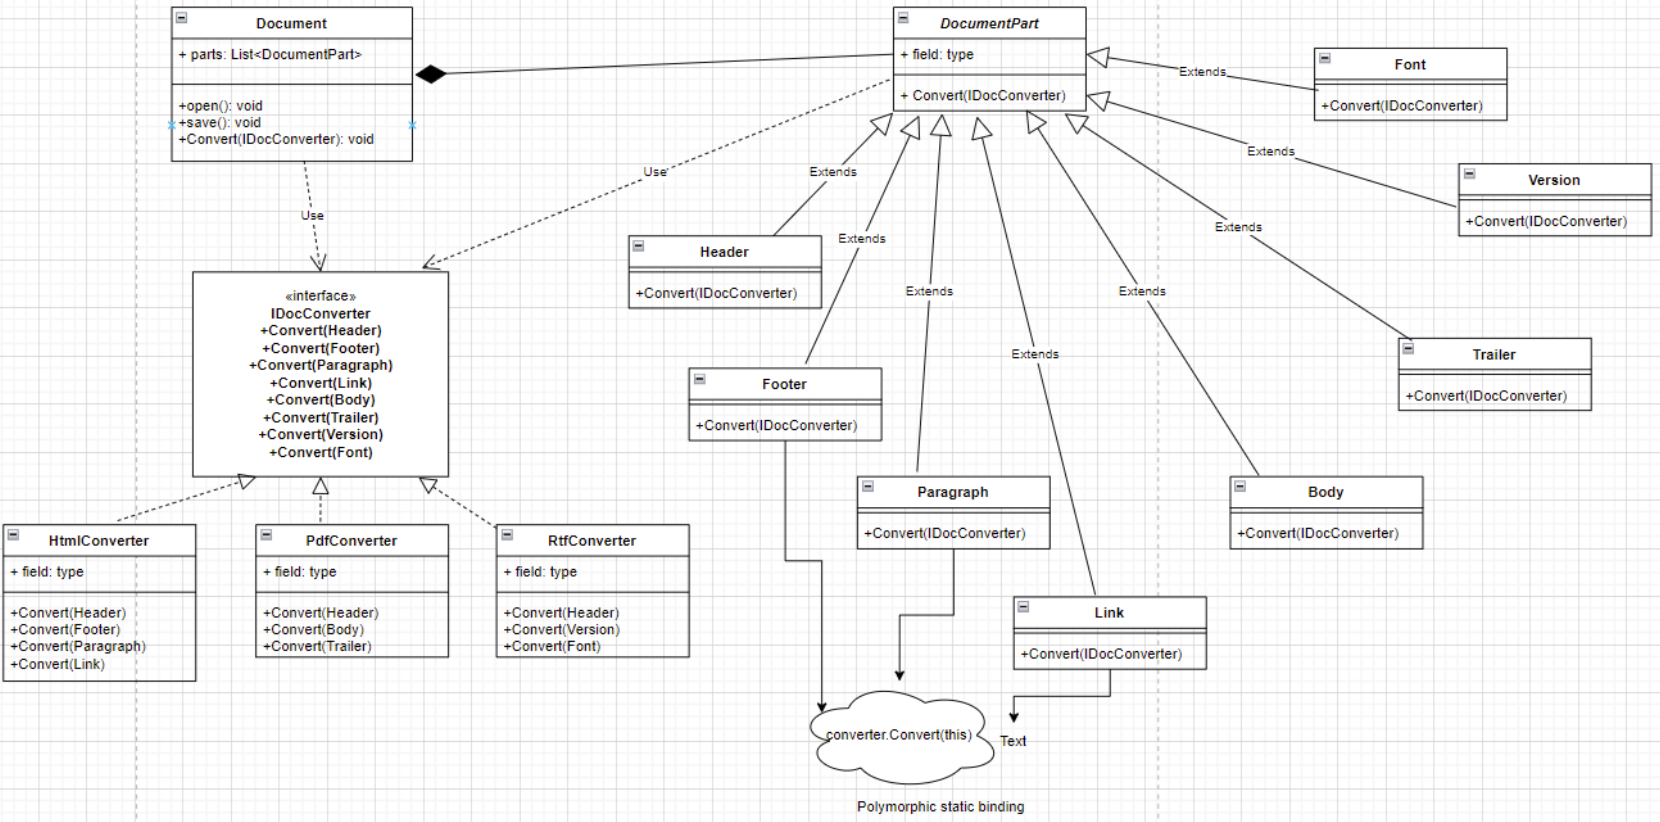 Document
+ parts: List<DocumentPart>
+open(): void
+save(): void
+Convert(IDocConverter): void
DocumentPart
+ field: type
+ Convert(IDocConverter)
Extends
Font
+Convert(IDocConverter)
Extends
Version
+Convert(IDocConverter)
Use
Use
Extends
Header
+Convert(IDocConverter)
Extends
Extends
Extends
Extends
Extends
Trailer
+Convert(IDocConverter)
«interface»
IDocConverter
+Convert(Header)
+Convert(Footer)
+Convert(Paragraph)
+Convert(Link)
+Convert(Body)
+Convert(Trailer)
+Convert(Version)
+Convert(Font)
Footer
+Convert(IDocConverter)
Paragraph
+Convert(IDocConverter)
Body
+Convert(IDocConverter)
HtmlConverter
+ field: type
+Convert(Header)
+Convert(Footer)
+Convert(Paragraph)
+Convert(Link)
PdfConverter
+ field: type
+Convert(Header)
+Convert(Body)
+Convert(Trailer)
RtfConverter
+ field: type
+Convert(Header)
+Convert(Version)
+Convert(Font)
Link
+Convert(IDocConverter)
converter.Convert(this)
Text
Polymorphic static binding